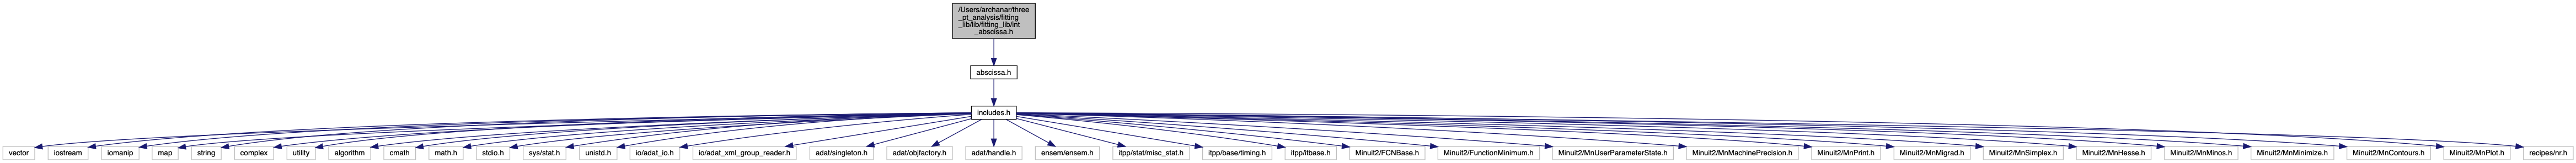 /Users/archanar/three
_pt_analysis/fitting
_lib/lib/fitting_lib/int
_abscissa.h
abscissa.h
includes.h
vector
iostream
iomanip
map
string
complex
utility
algorithm
cmath
math.h
stdio.h
sys/stat.h
unistd.h
io/adat_io.h
io/adat_xml_group_reader.h
adat/singleton.h
adat/objfactory.h
adat/handle.h
ensem/ensem.h
itpp/stat/misc_stat.h
itpp/base/timing.h
itpp/itbase.h
Minuit2/FCNBase.h
Minuit2/FunctionMinimum.h
Minuit2/MnUserParameterState.h
Minuit2/MnMachinePrecision.h
Minuit2/MnPrint.h
Minuit2/MnMigrad.h
Minuit2/MnSimplex.h
Minuit2/MnHesse.h
Minuit2/MnMinos.h
Minuit2/MnMinimize.h
Minuit2/MnContours.h
Minuit2/MnPlot.h
recipes/nr.h